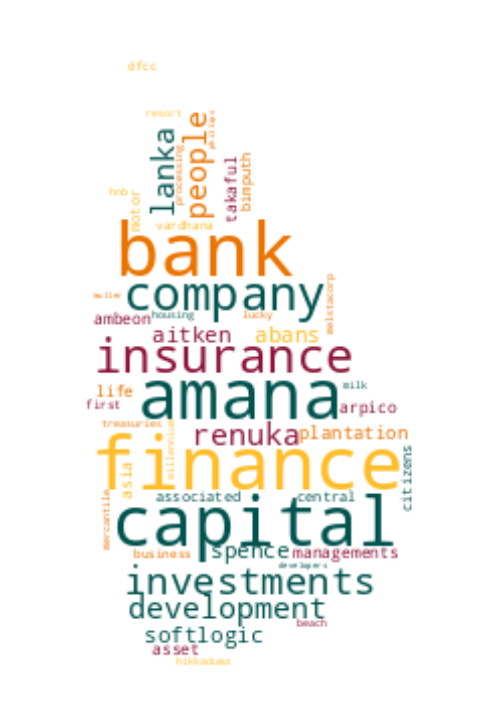 dfcc
resort
philips
people
lanka
processing
takaful
bimputh
hnb
motor
vardhana
bank
melstacorp
company
muller
housing
lucky
ambeon
aitken
abans
insurance
life
amana
milk
first
arpico
treasuries
millennium
renuka
plantation
finance
asia
citizens
mercantile
associated
central
capital
business
spence
managements
developers
investments
development
beach
softlogic
asset
hikkaduwa